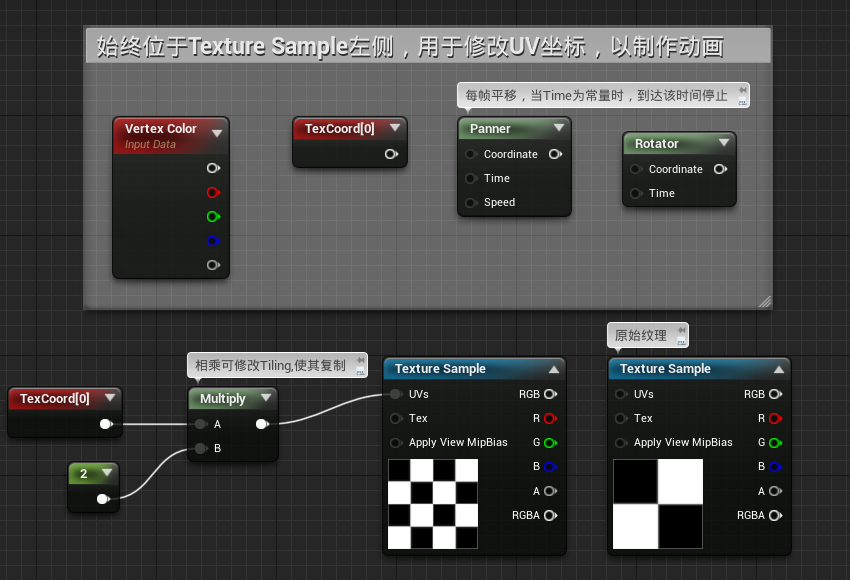 始终位于Texture Sample左侧，用于修改UV坐标，以制作动画
每帧平移，当Time为常量时，到达该时间停止
Vertex Color
Input Data
TexCoord[0]
Panner
Coordinate
Time
Speed
Rotator
Coordinate
Time
原始纹理
相乘可修改Tiling,使其复制
TexCoord[0]
2
Multiply
A
B
Texture Sample
UVs
RGB
Tex
R
Apply View MipBias
G
B
A
RGBA
Texture Sample
UVs
RGB
Tex
R
Apply View MipBias
G
B
A
RGBA